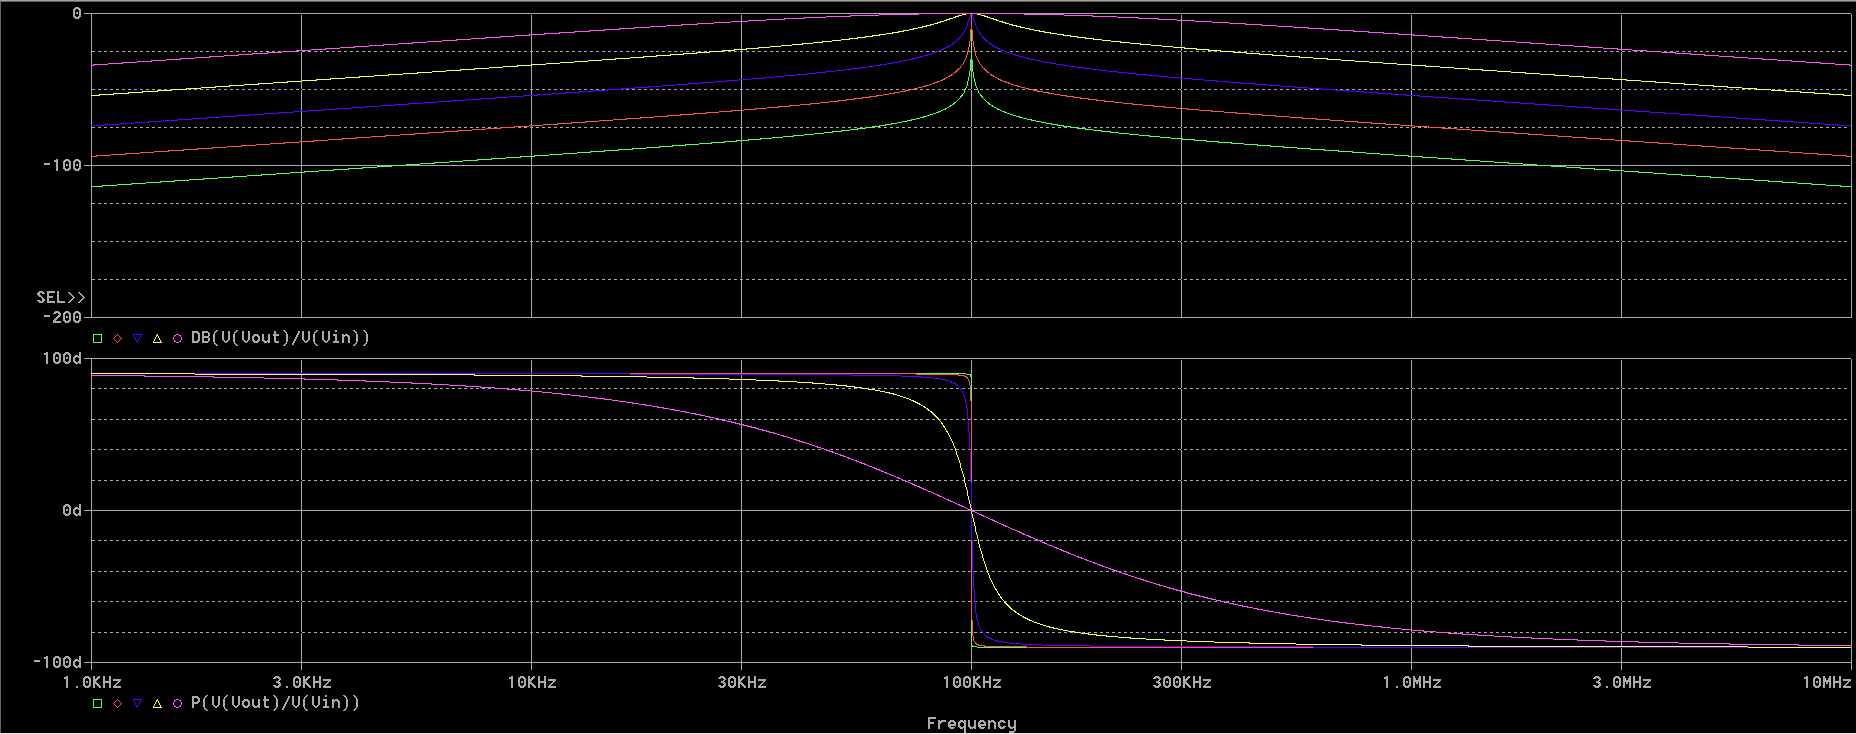 0
-100
SEL>>
-200
DB(V(Vout)/V(Vin))
100d
0d
-100d
1.0KHz 3.0KHz 10KHz 30KHz 100KHz 300KHz 1.0MHz 3.0MHz 10MHz
P(V(Vout)/V(Vin))
Frequency